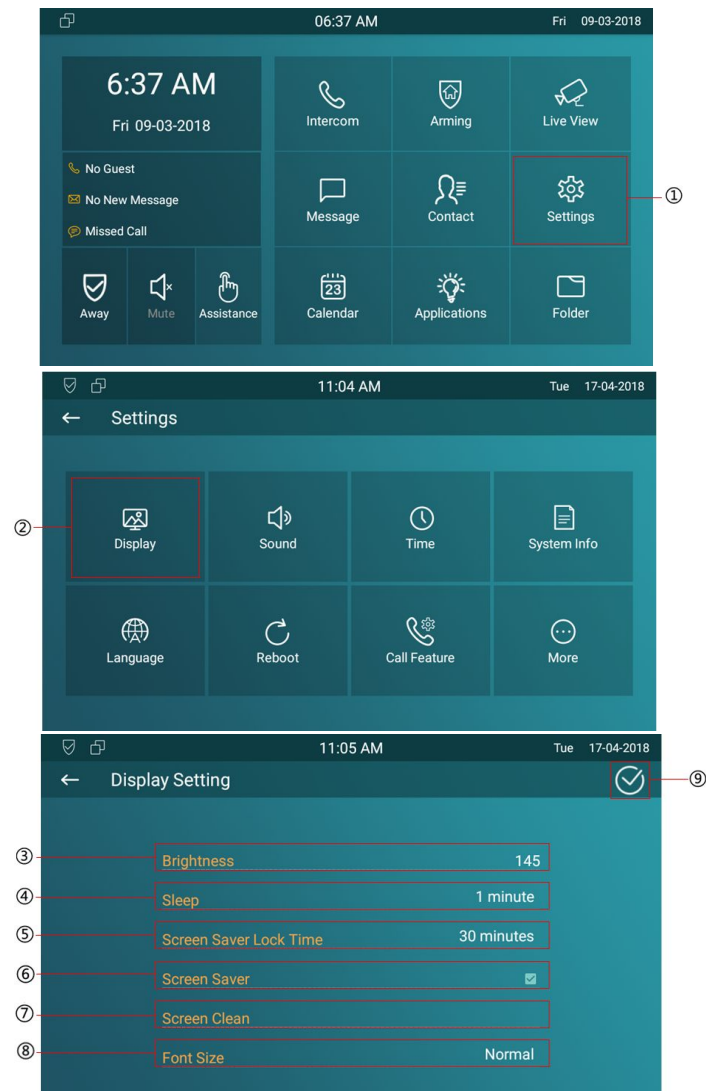 06:37 AM Fri 09-03-2018
6:37 AM
Fri 09-03-2018
No Guest
No New Message
Missed Call
Away Mute Assistance
Intercom Arming Live View
Message Contact Settings
①
Calendar Applications Folder
23
11:04 AM Tue 17-04-2018
Settings
②
Display Sound Time System Info
Language Reboot Call Feature More
11:05 AM Tue 17-04-2018
Display Setting
⑨
③ Brightness 145
④ Sleep 1 minute
⑤ Screen Saver Lock Time 30 minutes
⑥ Screen Saver
⑦ Screen Clean
⑧ Font Size Normal